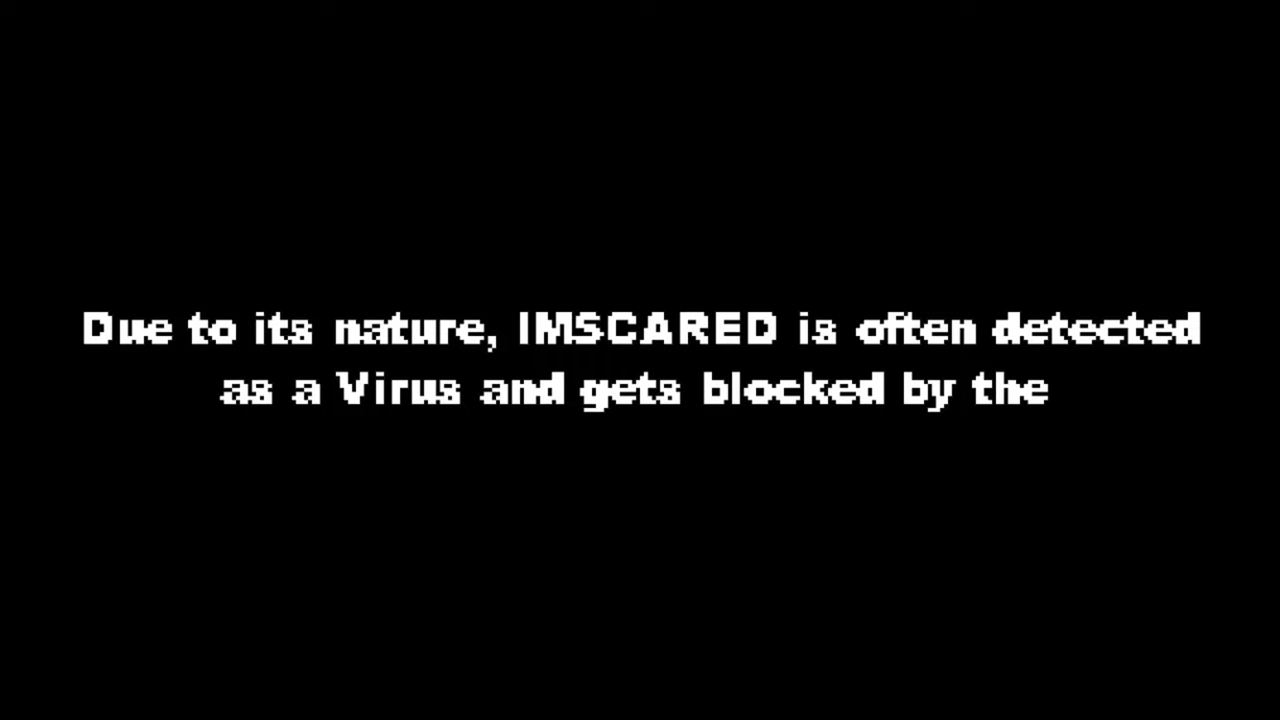 Due to its nature, IMSCARED is often detected
as a Virus and gets blocked by the